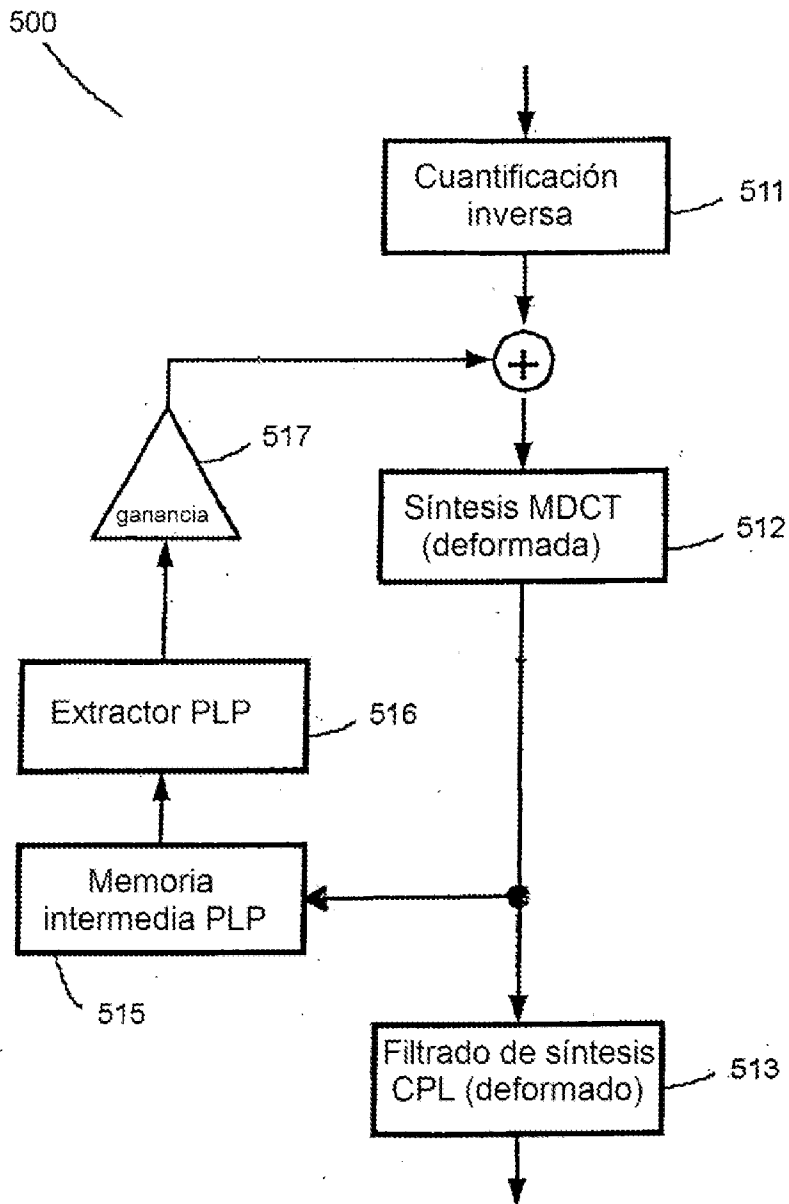 500
Cuantificación
inversa
511
+
517
ganancia
Síntesis MDCT
(deformada)
512
Extractor PLP
516
Memoria
intermedia PLP
515
Filtrado de síntesis
CPL (deformado)
513